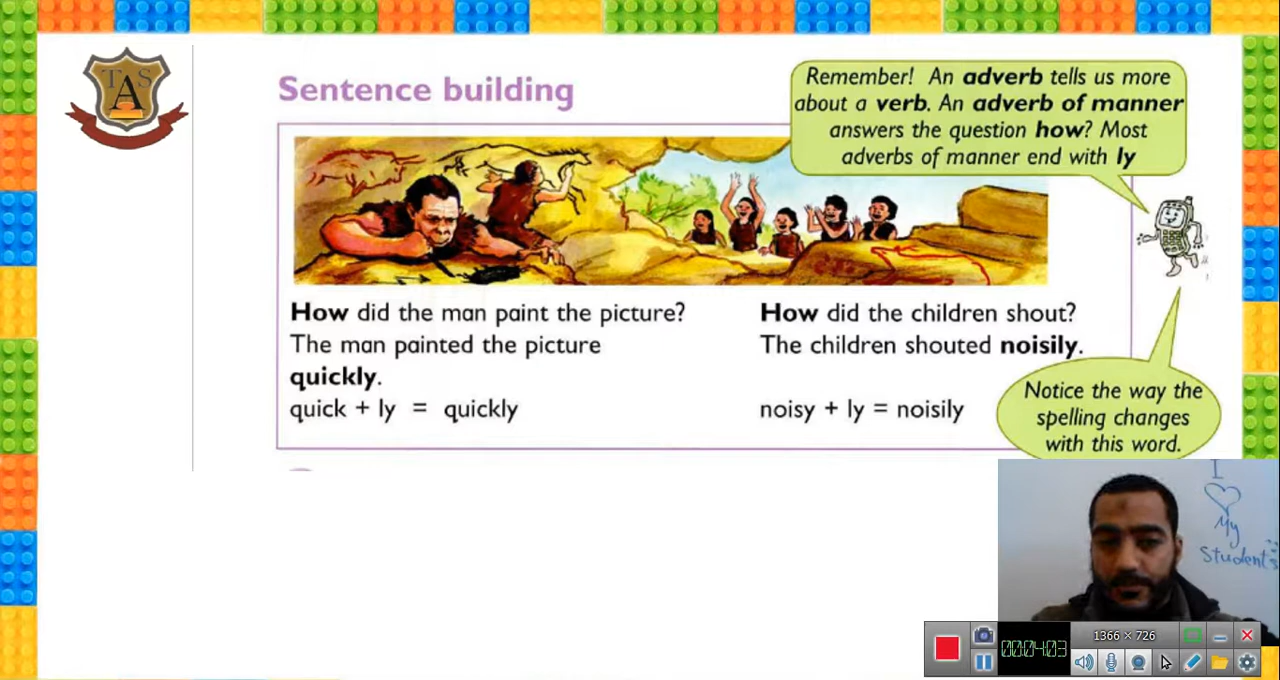 TAS
Sentence building
Remember! An adverb tells us more
about a verb. An adverb of manner
answers the question how? Most
adverbs of manner end with ly
How did the man paint the picture?
The man painted the picture
quickly.
quick + ly = quickly
How did the children shout?
The children shouted noisily.
noisy + ly = noisily
Notice the way the
spelling changes
with this word.
I
My
Students
00:04:03
1366 × 726